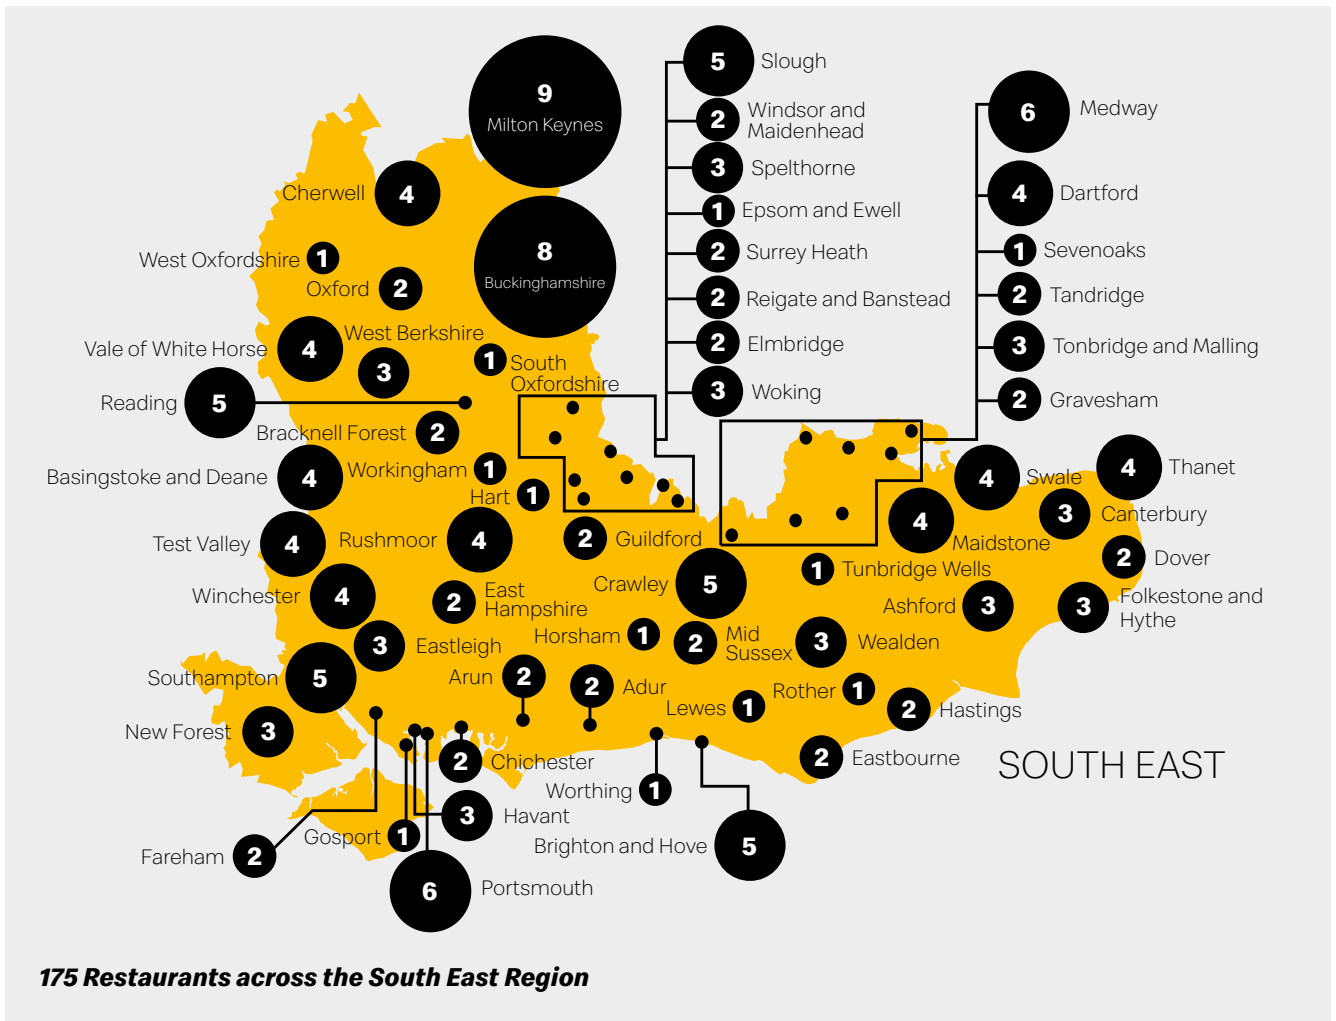 9
Milton Keynes
8
Buckinghamshire
4
Cherwell
1
West Oxfordshire
2
Oxford
4
Vale of White Horse
West Berkshire
3
1
South
Oxfordshire
Reading
5
Bracknell Forest
2
Basingstoke and Deane
4
Workingham
1
Hart
1
Test Valley
4
Rushmoor
4
2
Guildford
Winchester
4
2
East
Hampshire
3
Eastleigh
Southampton
5
New Forest
3
Fareham
2
Gosport
1
6
Portsmouth
3
Havant
2
Chichester
Arun
2
2
Adur
Worthing
1
Brighton and Hove
5
Horsham
1
Crawley
5
2
Mid
Sussex
Lewes
1
3
Wealden
Rother
1
2
Hastings
2
Eastbourne
1
Tunbridge Wells
5
Slough
2
Windsor and
Maidenhead
3
Spelthorne
1
Epsom and Ewell
2
Surrey Heath
2
Reigate and Banstead
2
Elmbridge
3
Woking
6
Medway
4
Dartford
1
Sevenoaks
2
Tandridge
3
Tonbridge and Malling
2
Gravesham
4
Swale
4
Thanet
4
Maidstone
3
Canterbury
2
Dover
Ashford
3
3
Folkestone and
Hythe
SOUTH EAST
175 Restaurants across the South East Region